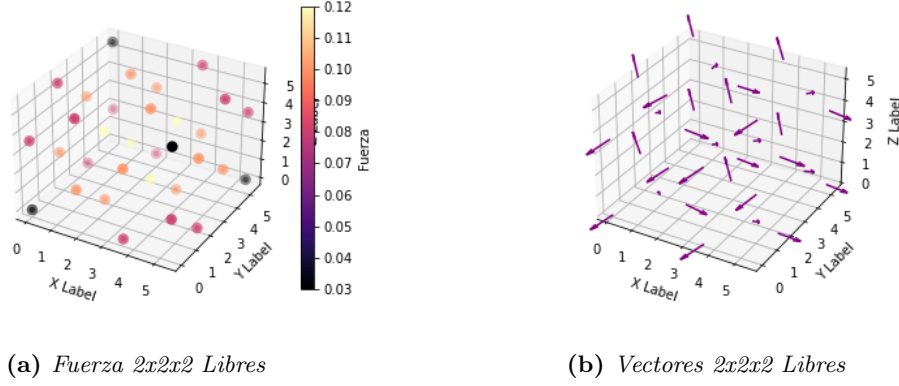 0.12
0.11
0.10
0.09
0.08
0.07
0.06
0.05
0.04
0.03
Fuerza
5
4
3
2
1
0
Label
0 1 2 3 4 5
X Label
0 1 2 3 4 5
Y Label
(a) Fuerza 2x2x2 Libres
5
4
3
2
1
0
Z Label
0 1 2 3 4 5
X Label
0 1 2 3 4 5
Y Label
(b) Vectores 2x2x2 Libres